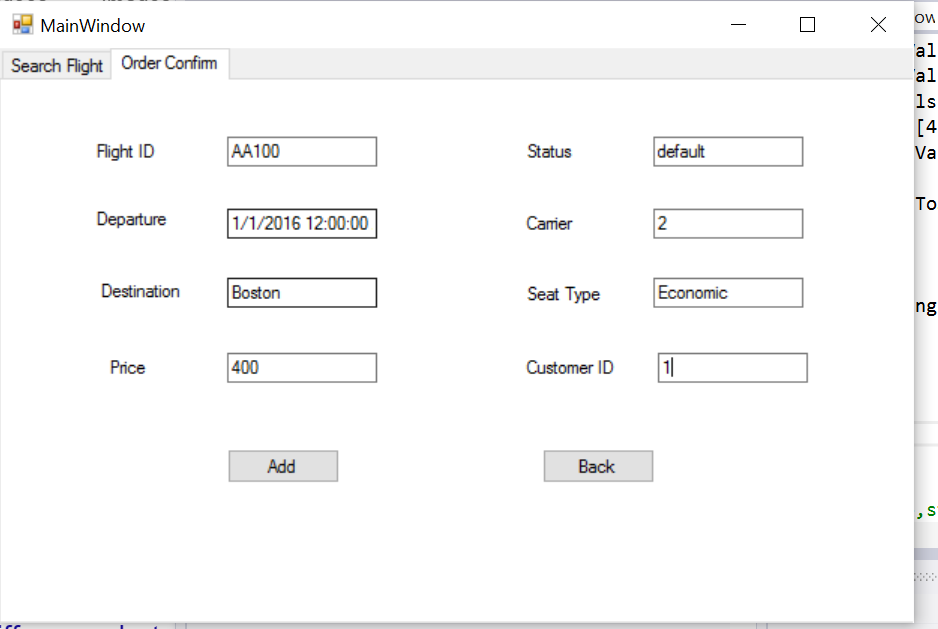 MainWindow
Search Flight Order Confirm
Flight ID AA100 Status default
Departure 1/1/2016 12:00:00 Carrier 2
Destination Boston Seat Type Economic
Price 400 Customer ID 1
Add Back
ow
al
al
ls
[4
Va
To
ng
,s